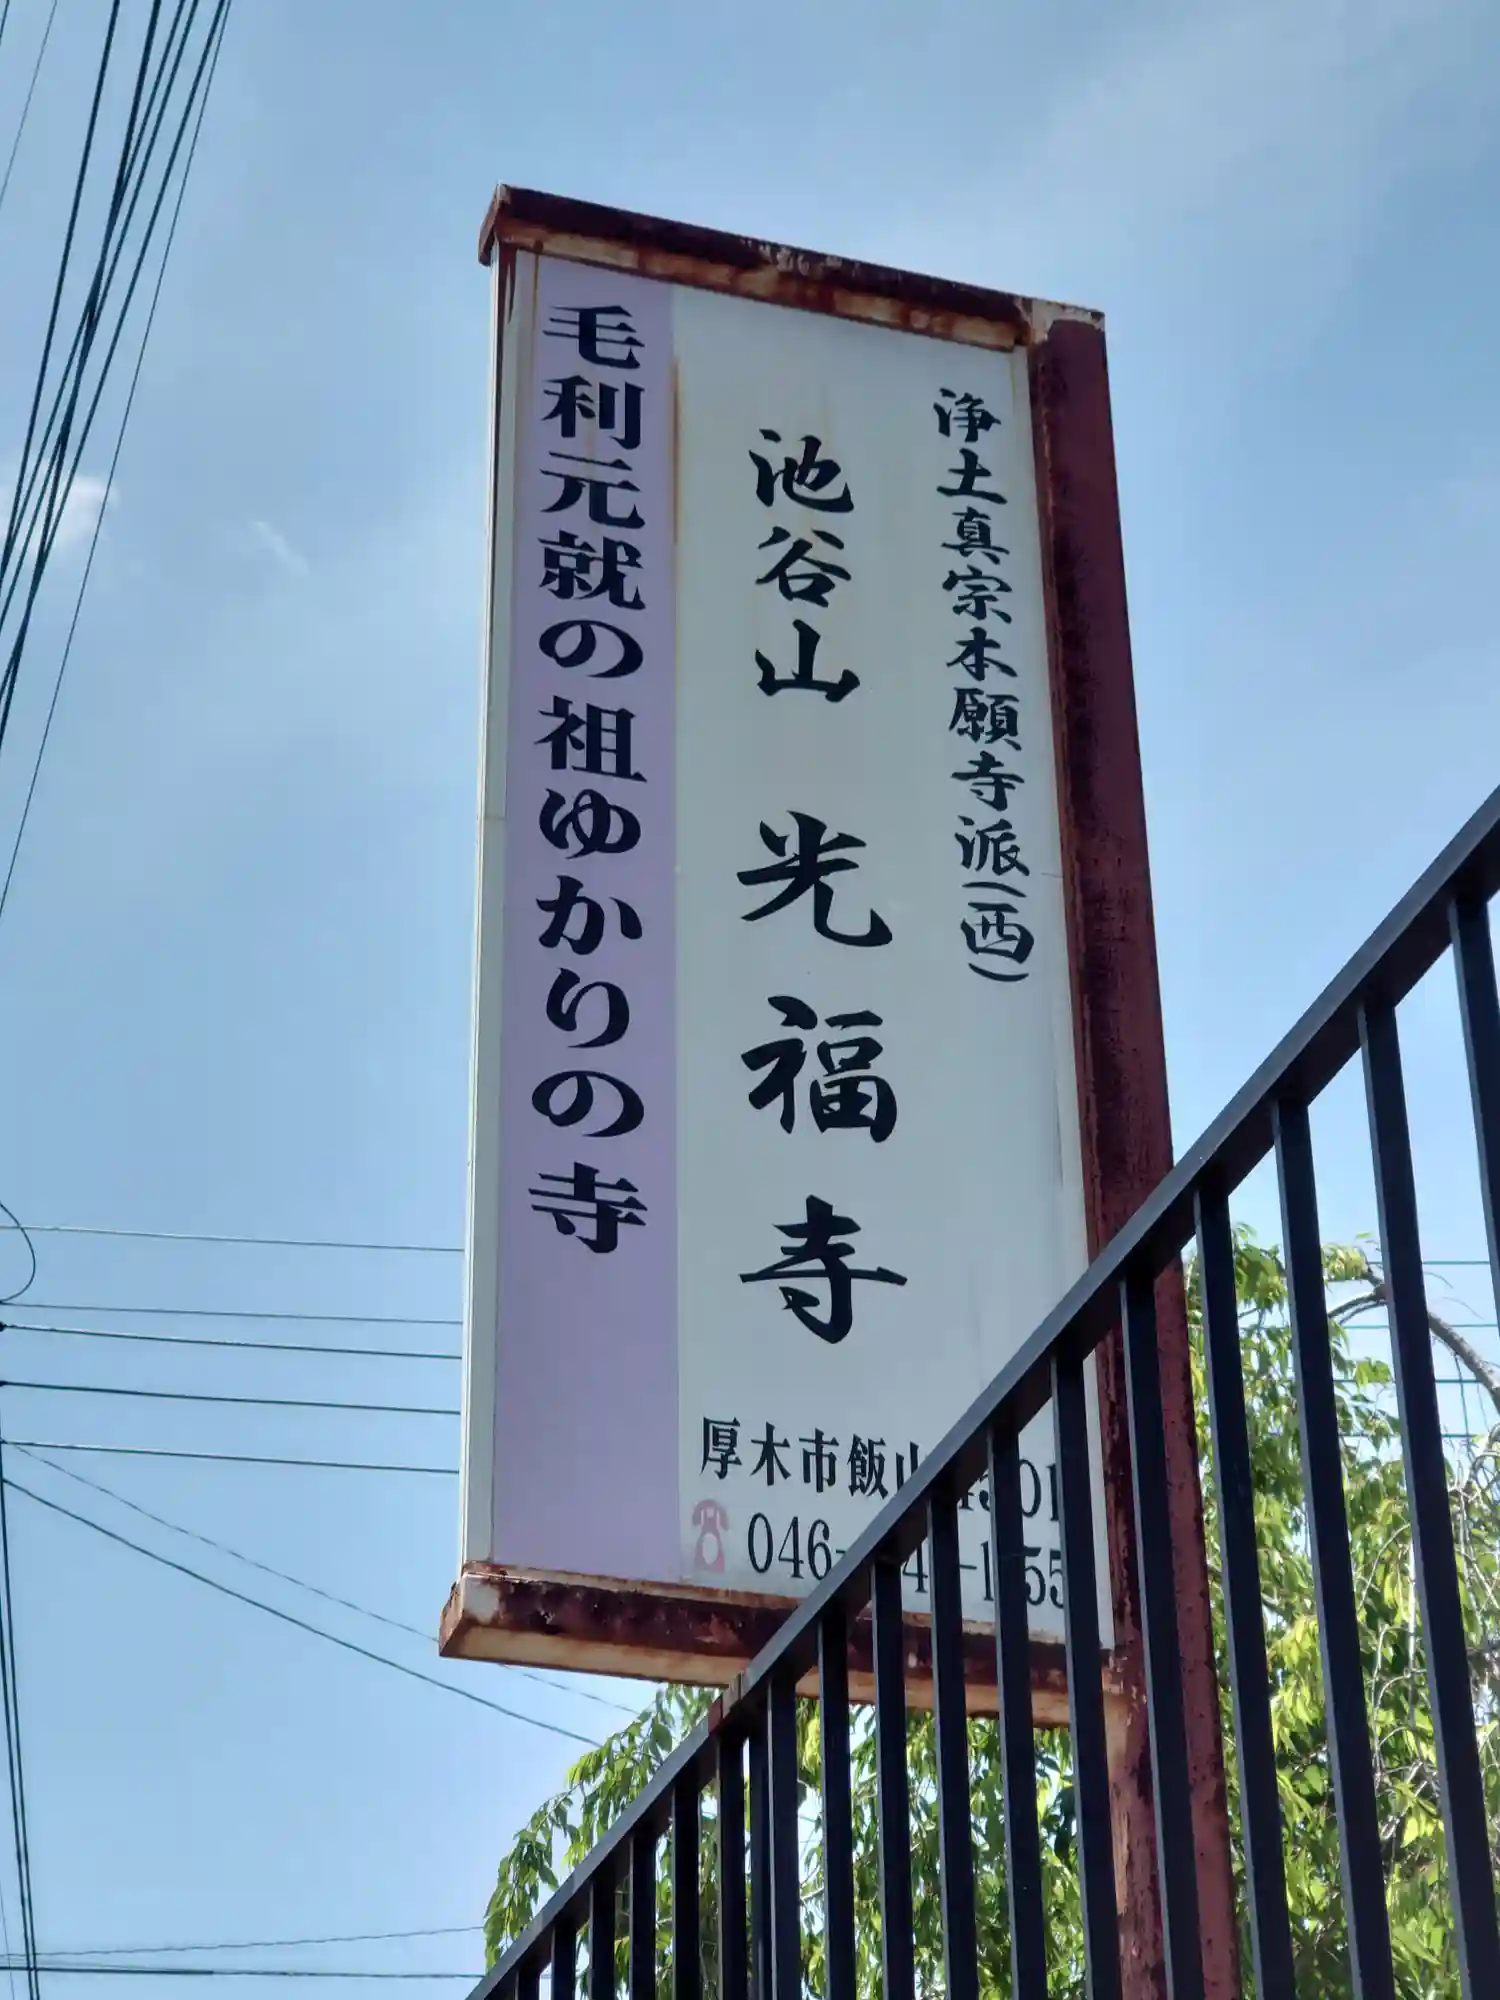 浄土真宗本願寺派(西)
池谷山 光福寺
毛利元就の祖ゆかりの寺
厚木市飯山
046-